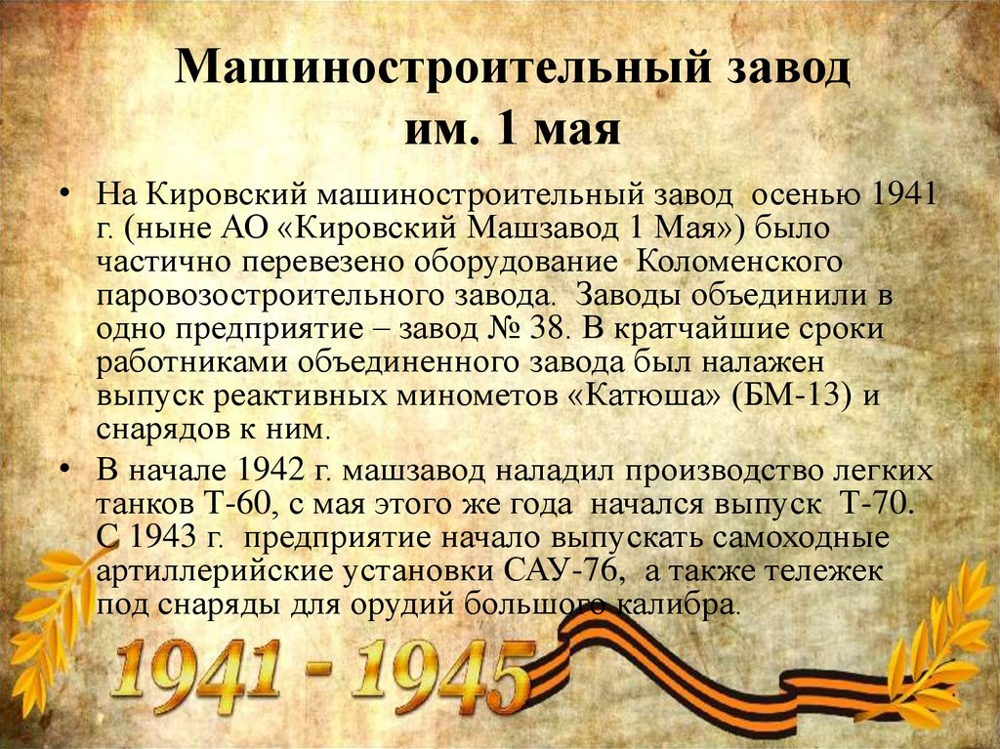 Машиностроительный завод
им. 1 мая
• На Кировский машиностроительный завод осенью 1941
г. (ныне АО «Кировский Машзавод 1 Мая») было
частично перевезено оборудование Коломенского
паровозостроительного завода. Заводы объединили в
одно предприятие – завод № 38. В кратчайшие сроки
работниками объединенного завода был налажен
выпуск реактивных минометов «Катюша» (БМ-13) и
снарядов к ним.
• В начале 1942 г. машзавод наладил производство легких
танков Т-60, с мая этого же года начался выпуск Т-70.
С 1943 г. предприятие начало выпускать самоходные
артиллерийские установки САУ-76, а также тележек
под снаряды для орудий большого калибра.
1941 - 1945